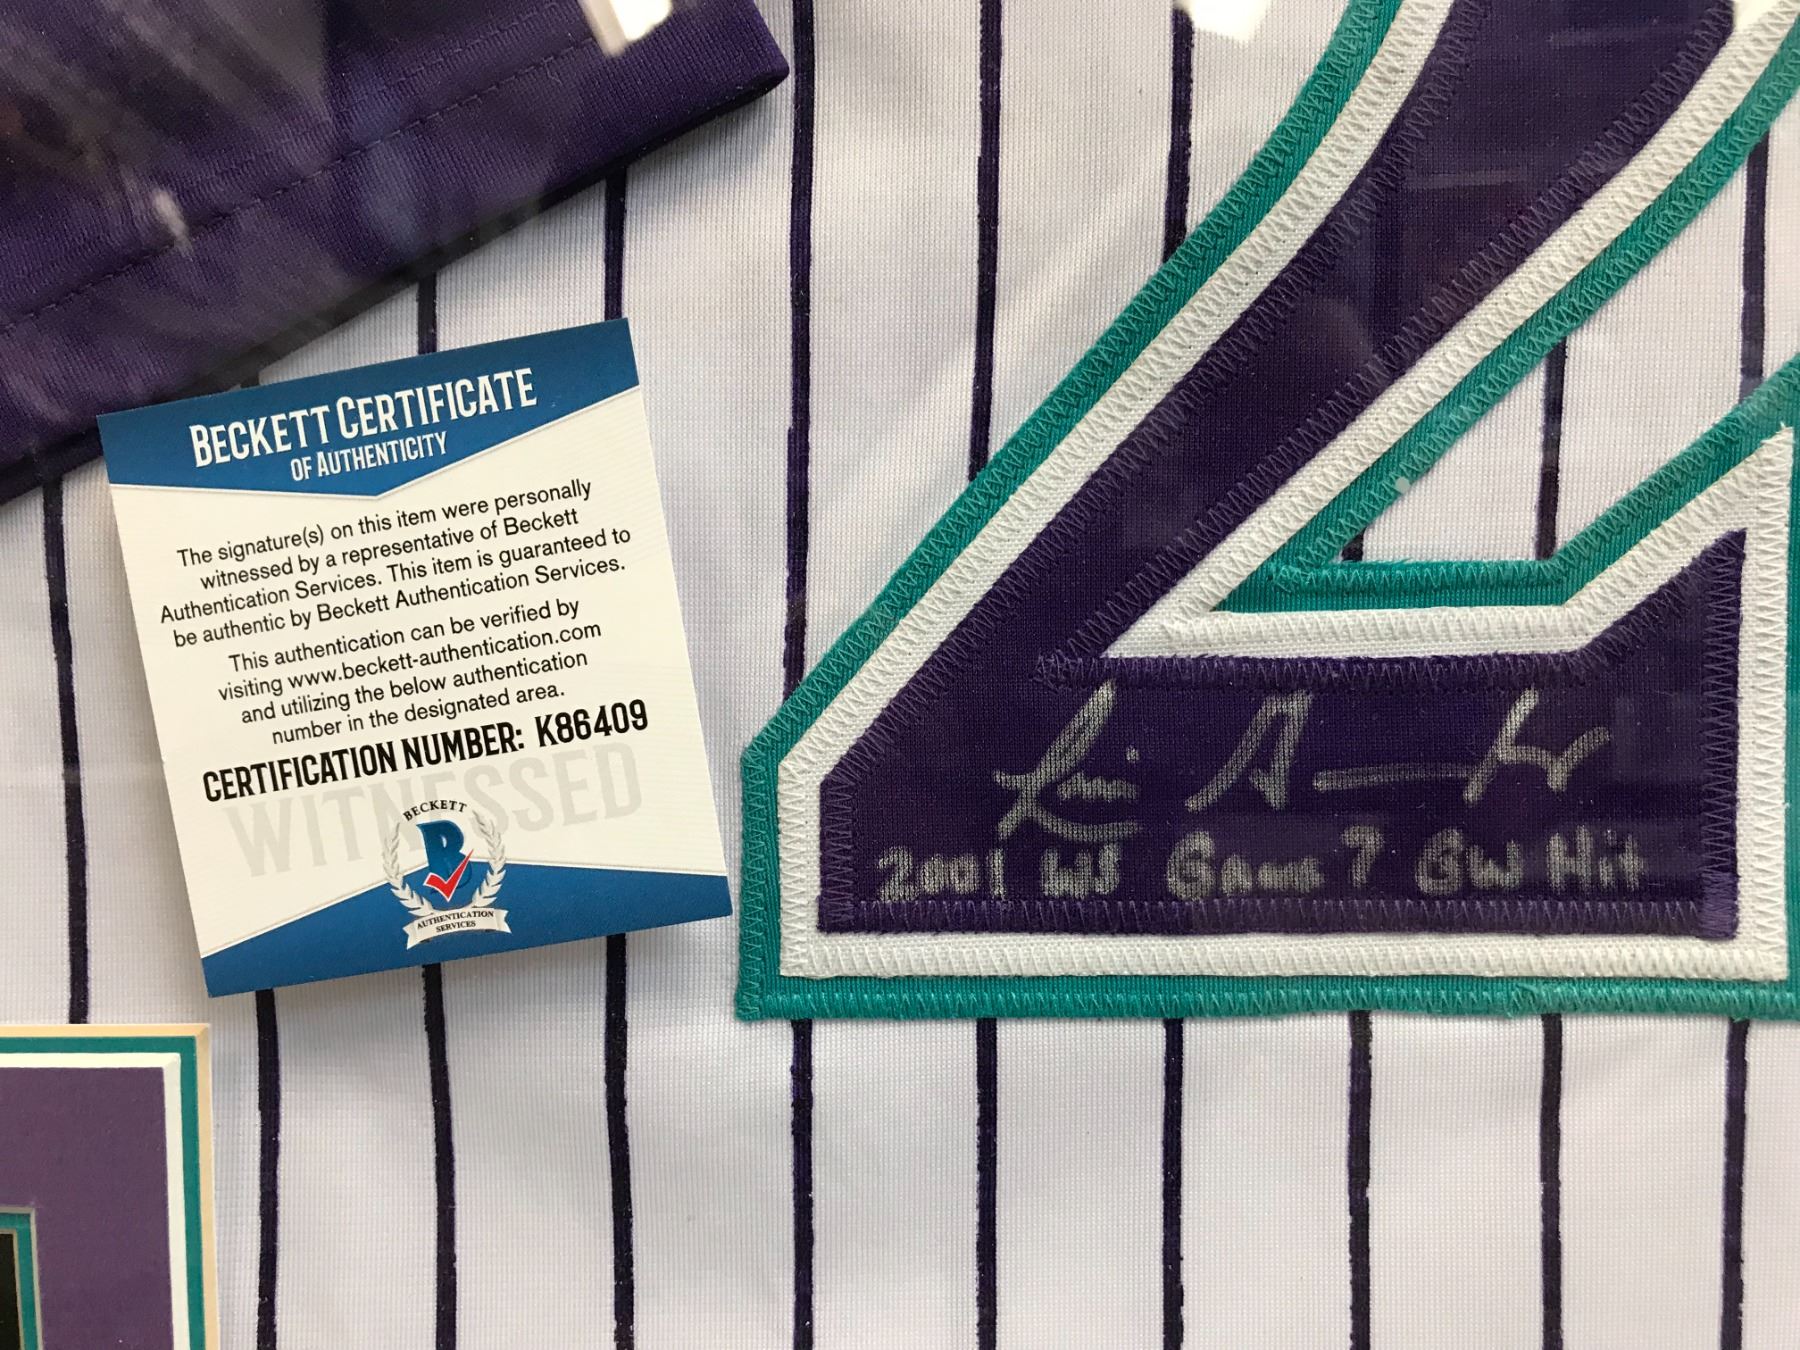 BECKETT CERTIFICATE
OF AUTHENTICITY
The signature(s) on this item were personally
witnessed by a representative of Beckett
Authentication Services. This item is guaranteed to
be authentic by Beckett Authentication Services.
This authentication can be verified by
visiting www.beckett-authentication.com
and utilizing the below authentication
number in the designated area.
CERTIFICATION NUMBER: K86409
WITNESSED
BECKETT
B
AUTHENTICATION
SERVICES
2
2001 WS Game 7 GW Hit